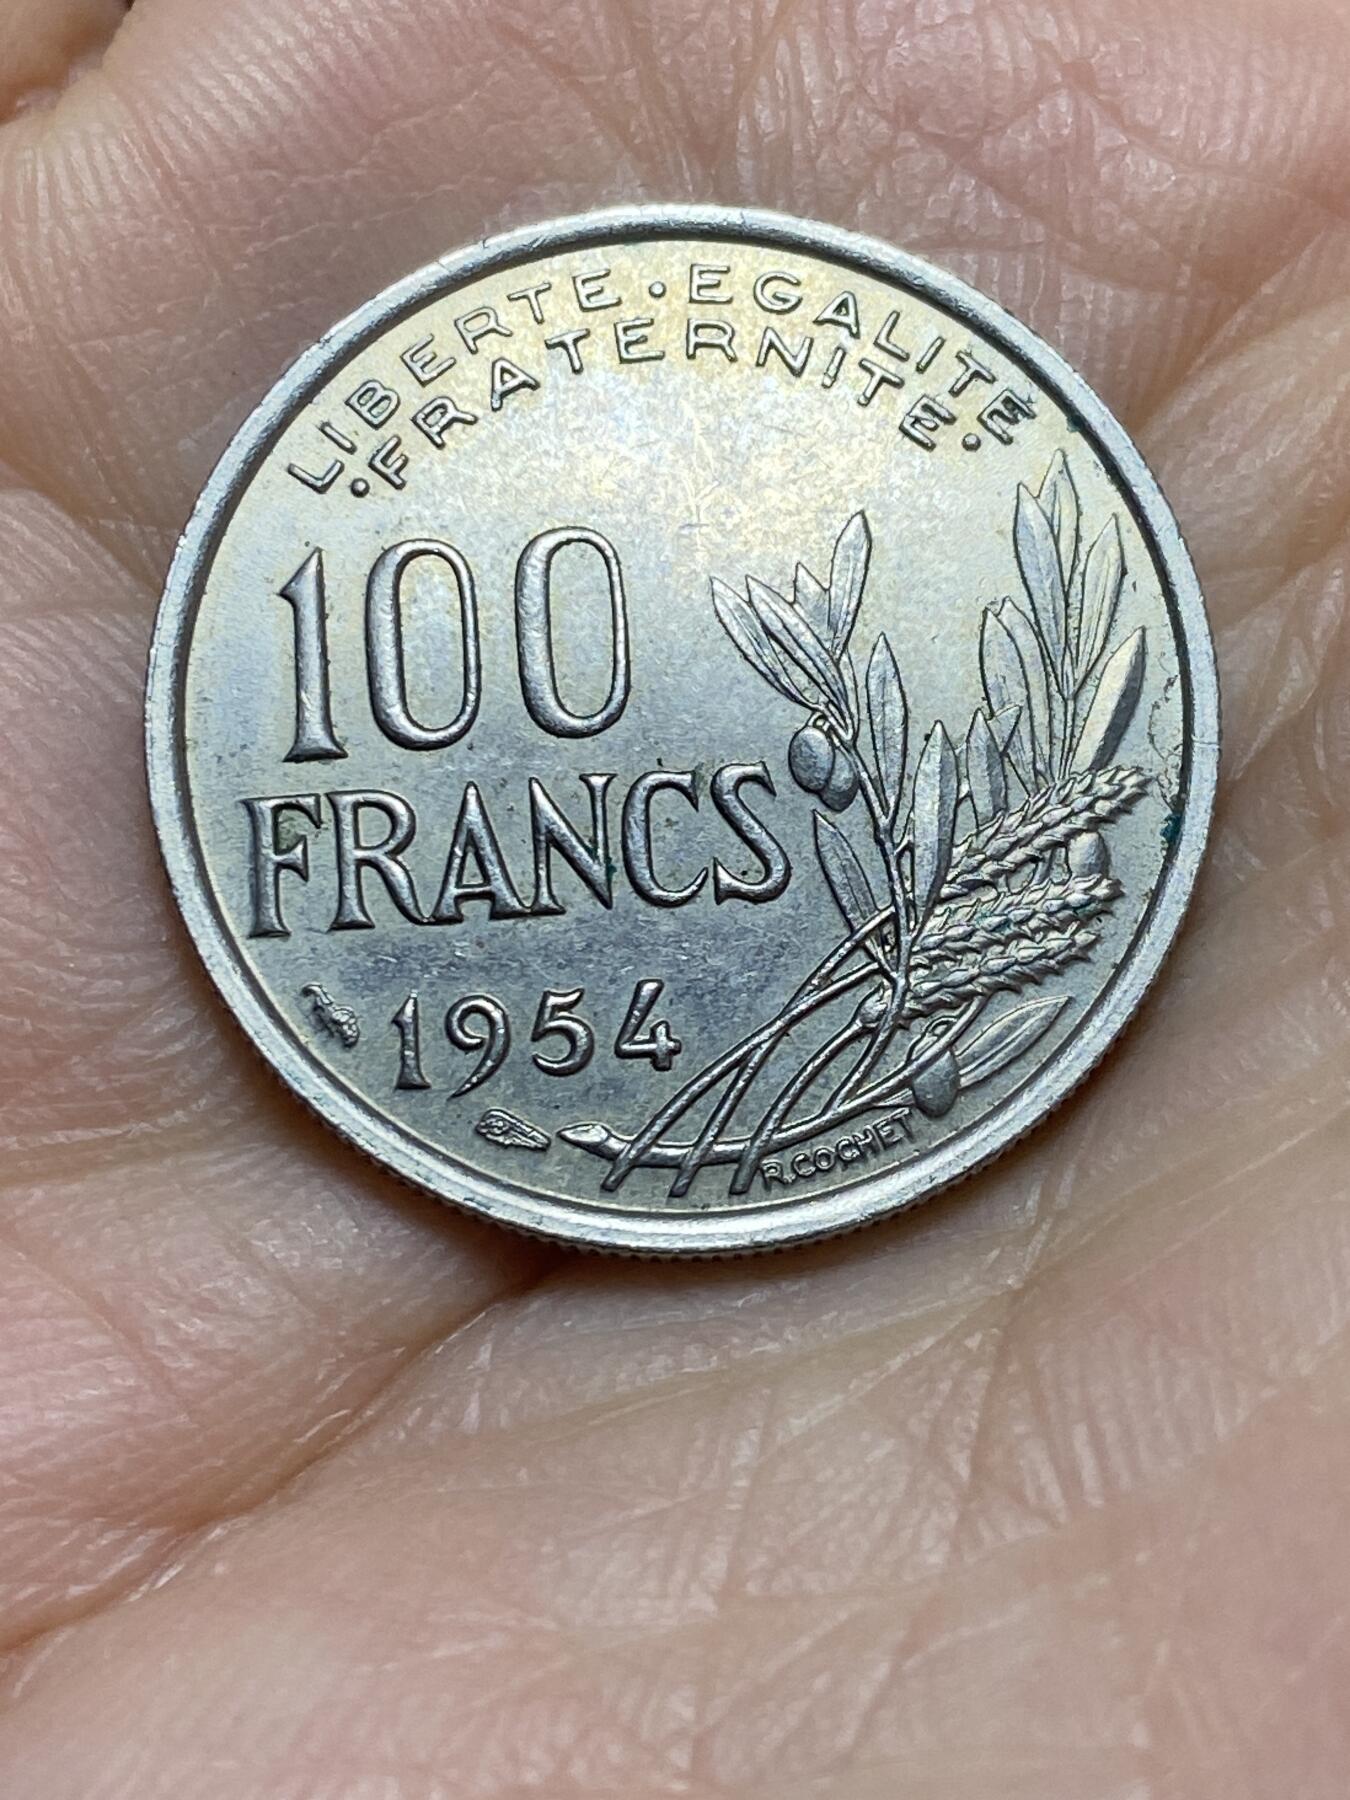 LIBERTE·EGALITE
·FRATERNITE·
100
FRANCS
1954
R.COCHET